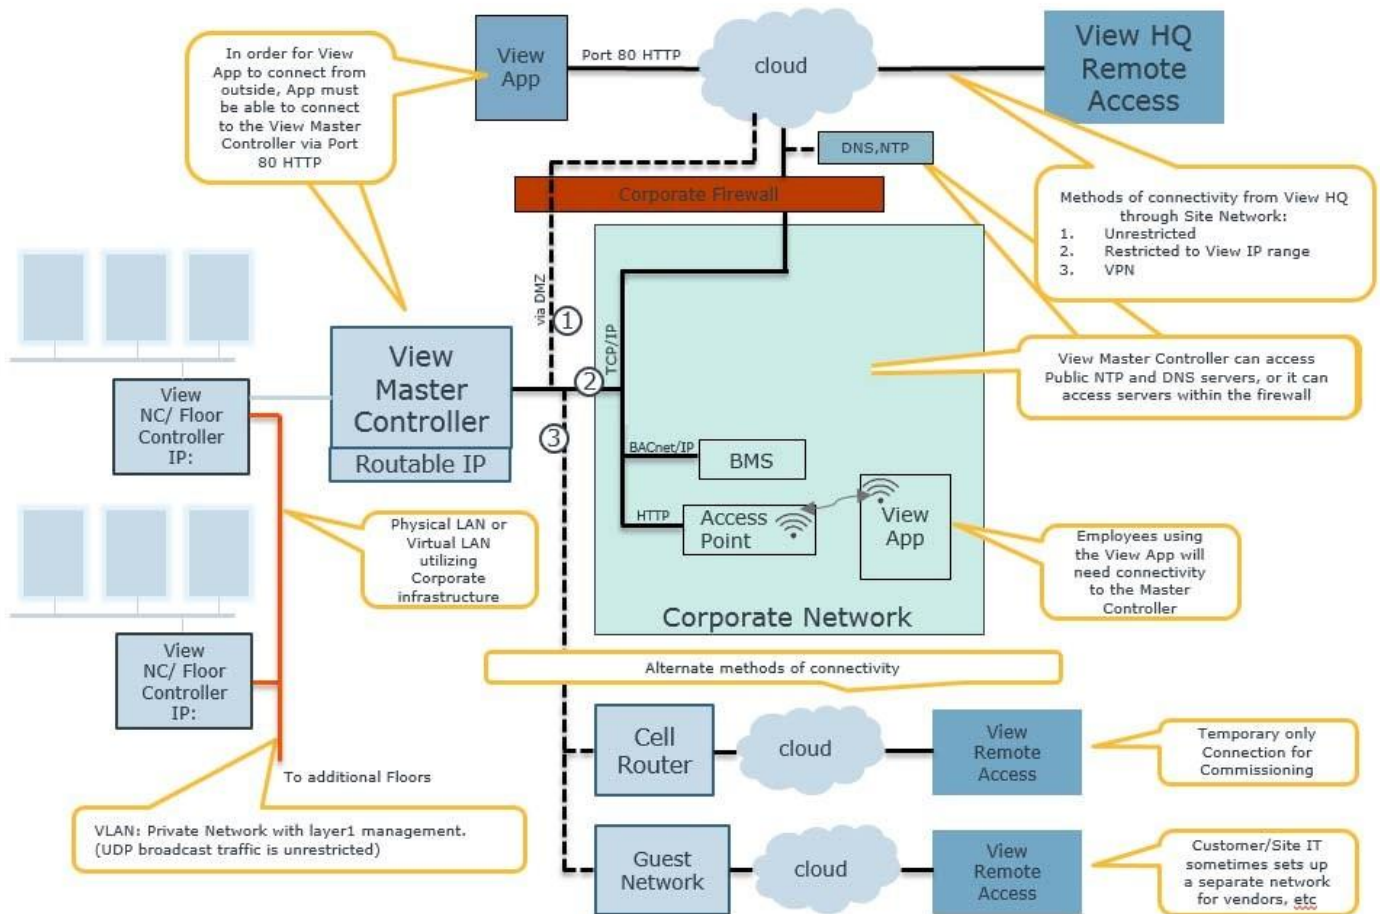 In order for View
App to connect from
outside, App must
be able to connect
to the View Master
Controller via Port
80 HTTP
View
App
Port 80 HTTP
cloud
View HQ
Remote
Access
DNS,NTP
Corporate Firewall
Methods of connectivity from View HQ
through Site Network:
1. Unrestricted
2. Restricted to View IP range
3. VPN
via DMZ
1
TCP/IP
2
3
View
Master
Controller
Routable IP
View
NC/ Floor
Controller
IP:
View Master Controller can access
Public NTP and DNS servers, or it can
access servers within the firewall
BACnet/IP
BMS
HTTP
Access
Point
View
App
Physical LAN or
Virtual LAN
utilizing
Corporate
infrastructure
Employees using
the View App will
need connectivity
to the Master
Controller
Corporate Network
View
NC/ Floor
Controller
IP:
Alternate methods of connectivity
Cell
Router
cloud
View
Remote
Access
Temporary only
Connection for
Commissioning
To additional Floors
VLAN: Private Network with layer1 management.
(UDP broadcast traffic is unrestricted)
Guest
Network
cloud
View
Remote
Access
Customer/Site IT
sometimes sets up
a separate network
for vendors, etc